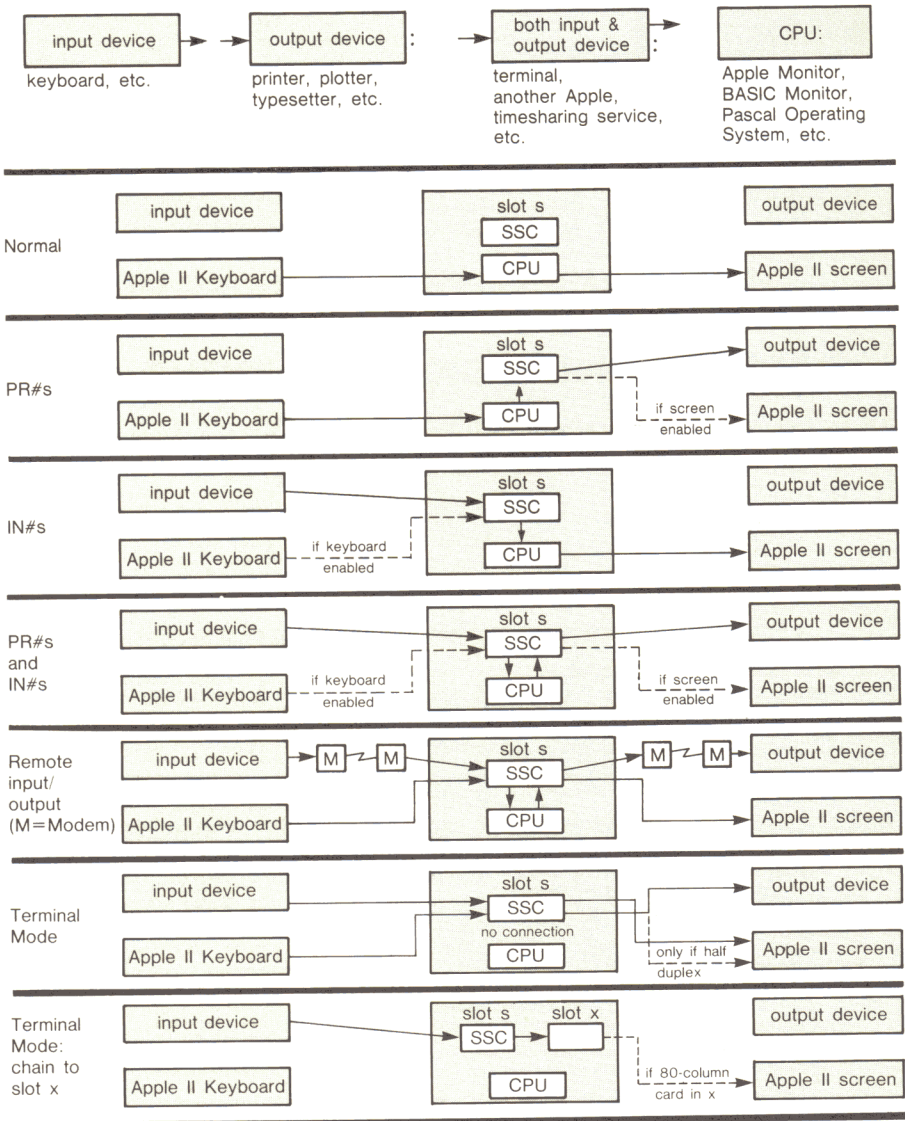 input device
keyboard, etc.
output device :
printer, plotter,
typesetter, etc.
both input &
output device :
terminal,
another Apple,
timesharing service,
etc.
CPU:
Apple Monitor,
BASIC Monitor,
Pascal Operating
System, etc.
Normal
input device
Apple II Keyboard
slot s
SSC
CPU
output device
Apple II screen
PR#s
input device
Apple II Keyboard
slot s
SSC
CPU
if screen
enabled
output device
Apple II screen
IN#s
input device
Apple II Keyboard
if keyboard
enabled
slot s
SSC
CPU
output device
Apple II screen
PR#s
and
IN#s
input device
Apple II Keyboard
if keyboard
enabled
slot s
SSC
CPU
if screen
enabled
output device
Apple II screen
Remote
input/
output
(M=Modem)
input device
M M
Apple II Keyboard
slot s
SSC
CPU
M M
output device
Apple II screen
Terminal
Mode
input device
Apple II Keyboard
slot s
SSC
no connection
CPU
only if half
duplex
output device
Apple II screen
Terminal
Mode:
chain to
slot x
input device
Apple II Keyboard
slot s slot x
SSC
CPU
if 80-column
card in x
output device
Apple II screen